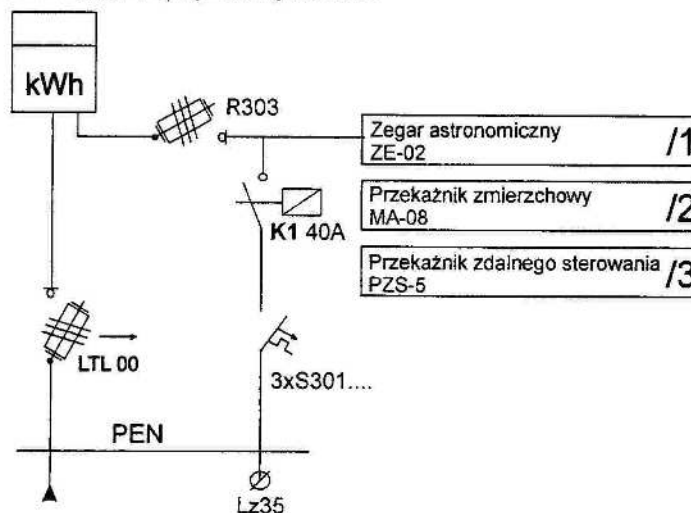 kWh
R303
Zegar astronomiczny /1
ZE-02
Przekaźnik zmierzchowy /2
MA-08
K1 40A
Przekaźnik zdalnego sterowania /3
PZS-5
LTL 00
3xS301....
PEN
Lz35